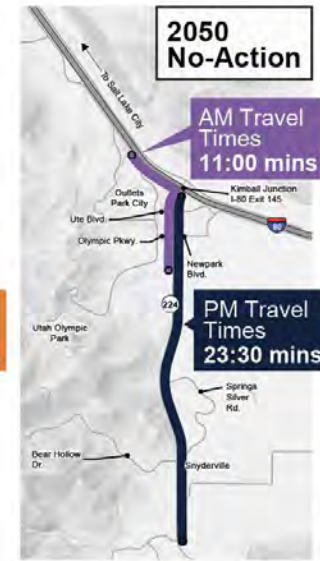 2050
No-Action
To Salt Lake City
AM Travel
Times
11:00 mins
Outlets
Park City
Kimball Junction
I-80 Exit 145
Ute Blvd.
80
Olympic Pkwy.
Newpark
Blvd.
224
PM Travel
Times
23:30 mins
Utah Olympic
Park
Springs
Silver
Rd.
Bear Hollow
Dr.
Snyderville